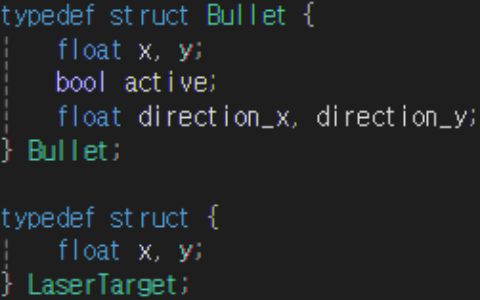 typedef struct Bullet {
    float x, y;
    bool active;
    float direction_x, direction_y;
} Bullet;
typedef struct {
    float x, y;
} LaserTarget;